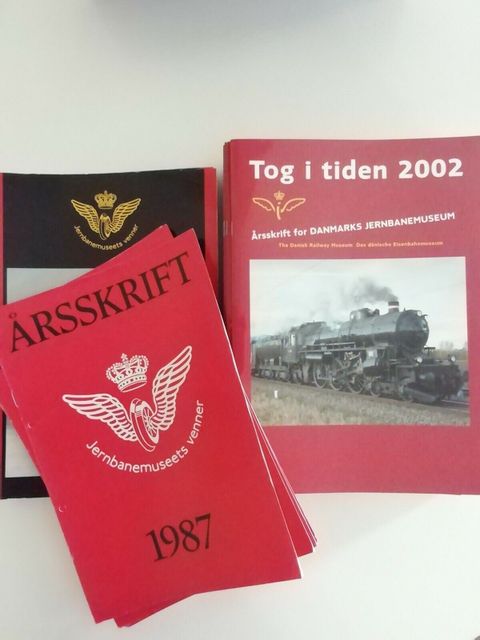 Jernbanemuseets venner
ÅRSSKRIFT
Jernbanemuseets venner
1987
Tog i tiden 2002
Årsskrift for DANMARKS JERNBANEMUSEUM
The Danish Railway Museum Das dänische Eisenbahnmuseum